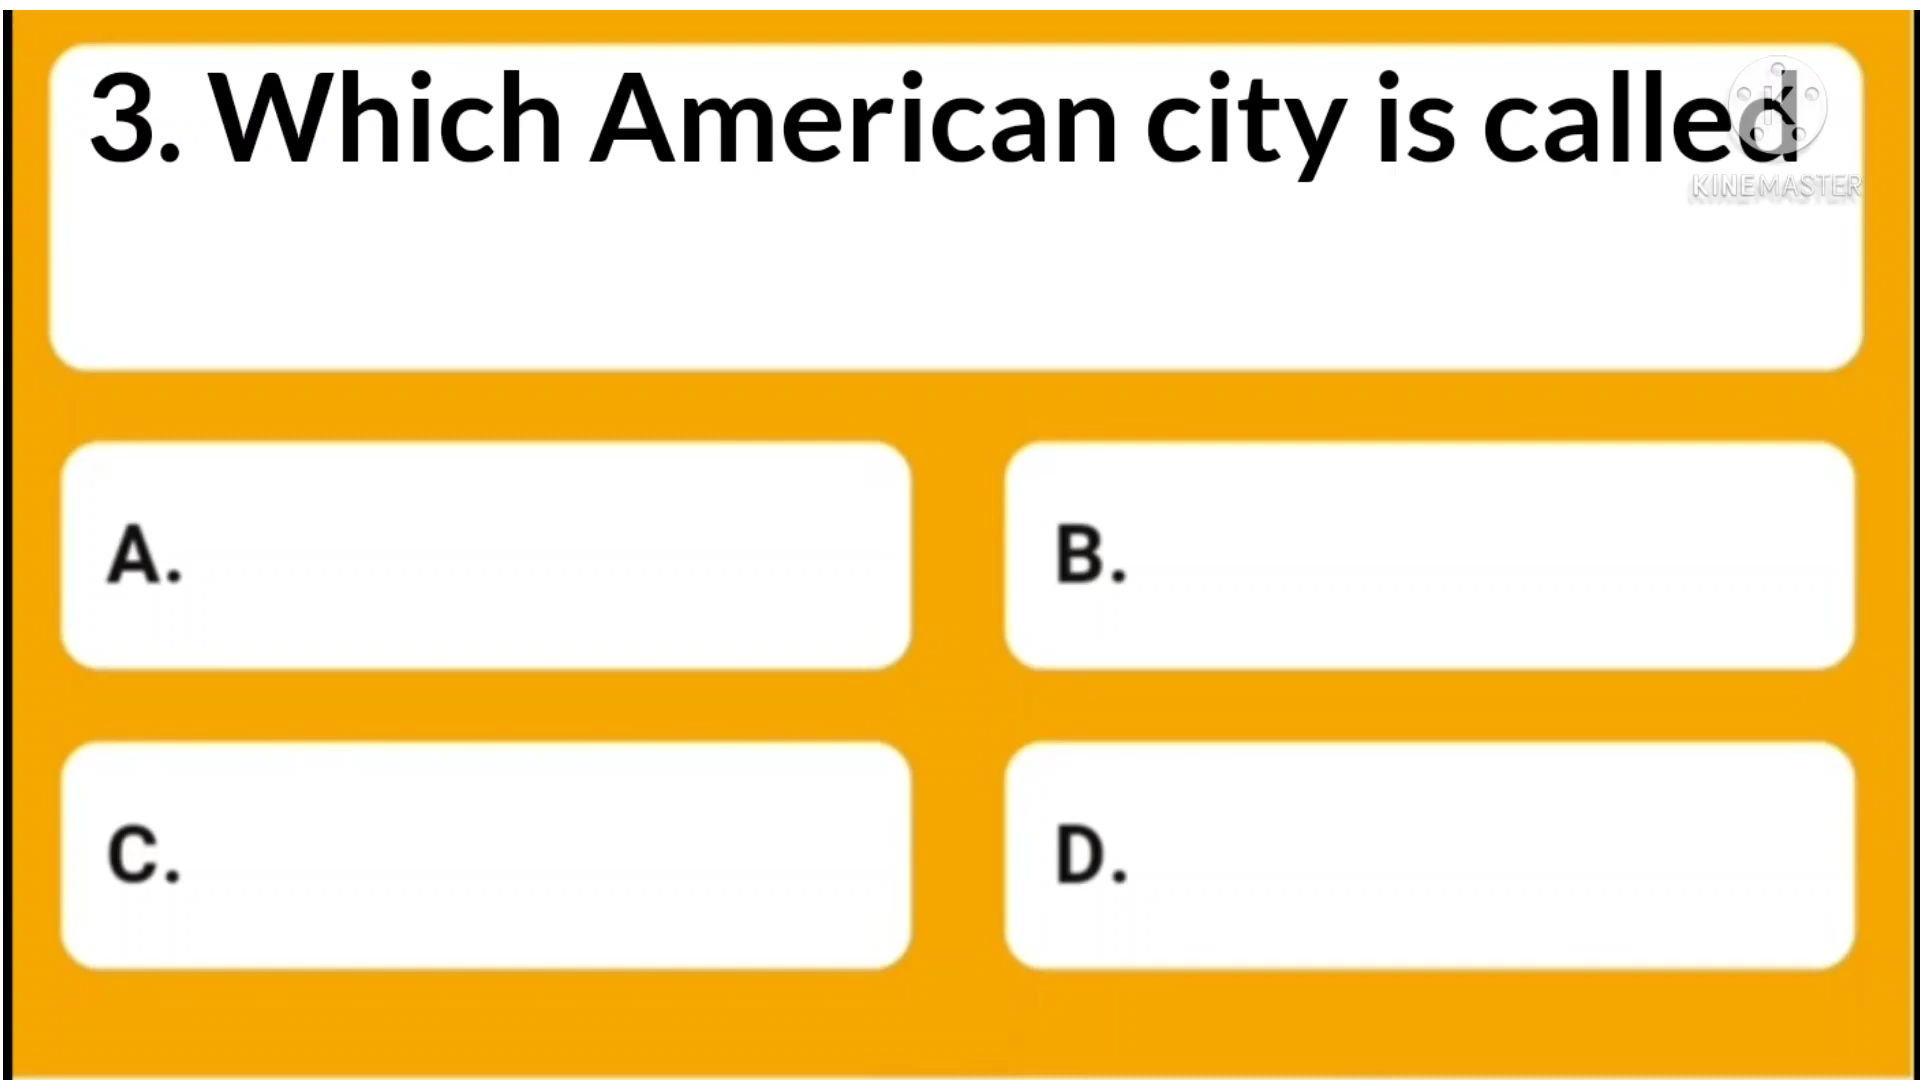 3. Which American city is called
KINEMASTER
A.
B.
C.
D.